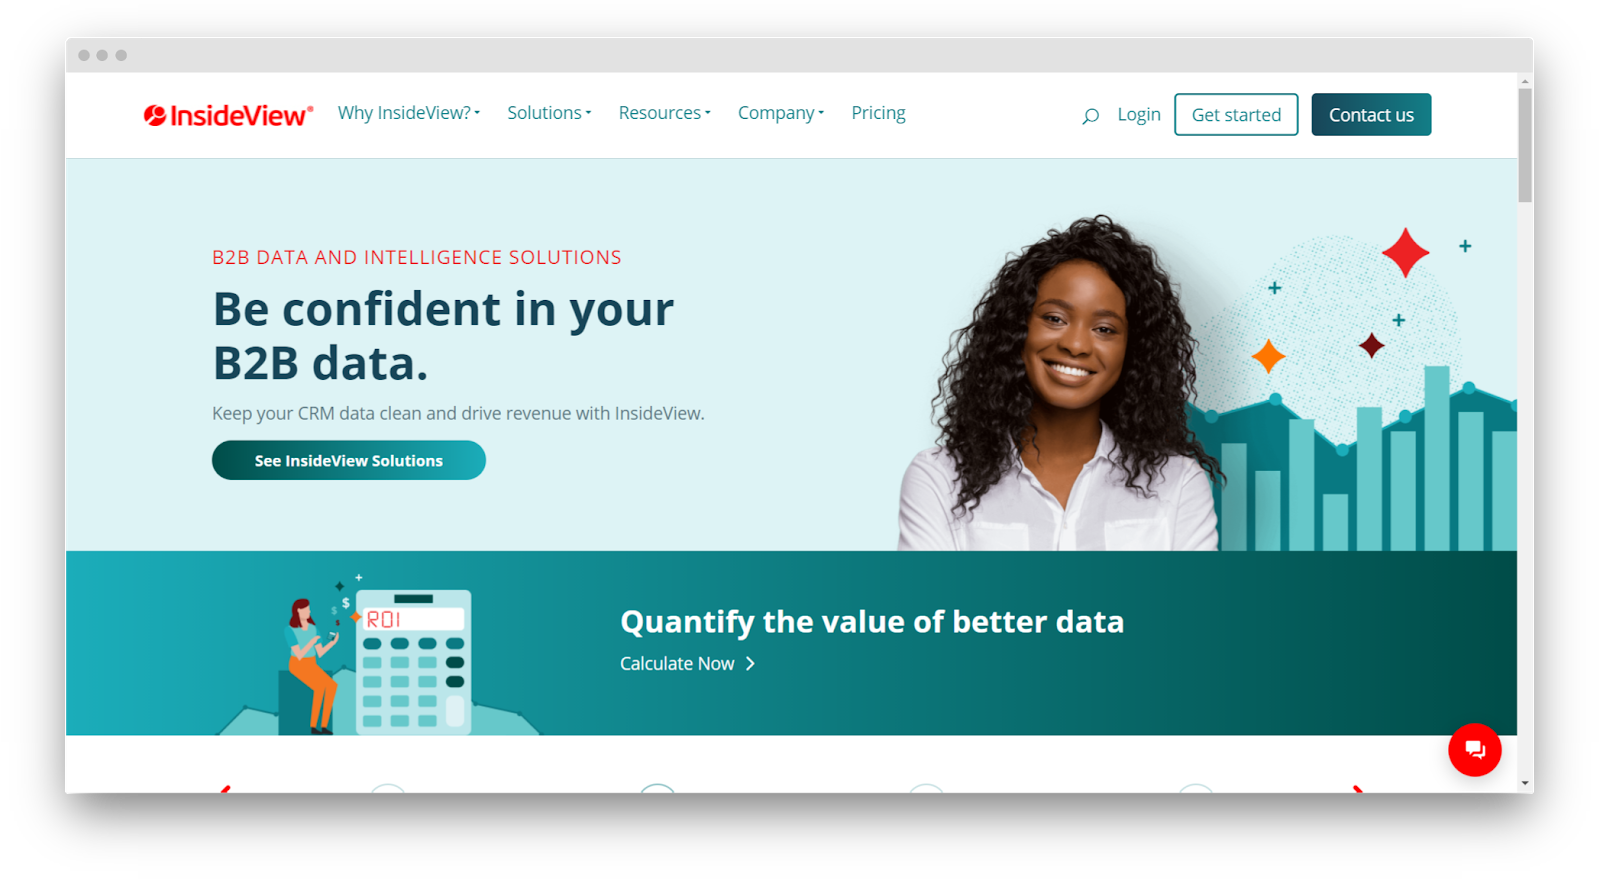 InsideView®
Why InsideView?
Solutions
Resources
Company
Pricing
Login
Get started
Contact us
B2B DATA AND INTELLIGENCE SOLUTIONS
Be confident in your
B2B data.
Keep your CRM data clean and drive revenue with InsideView.
See InsideView Solutions
ROI
$
$
$
Quantify the value of better data
Calculate Now